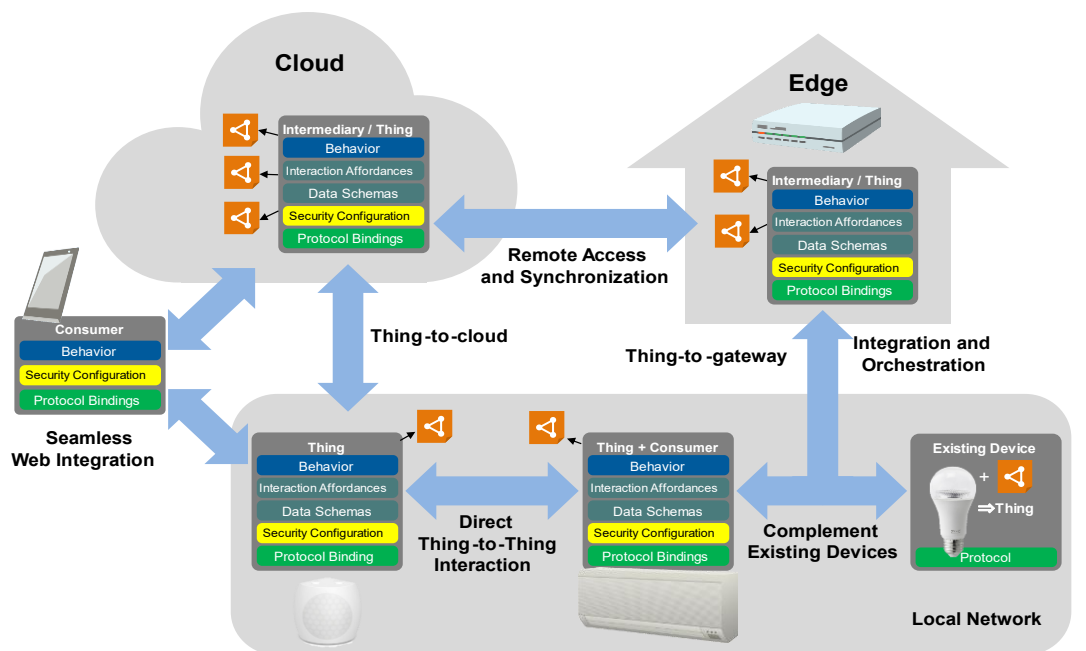 Cloud
Intermediary / Thing
Behavior
Interaction Affordances
Data Schemas
Security Configuration
Protocol Bindings
Edge
Intermediary / Thing
Behavior
Interaction Affordances
Data Schemas
Security Configuration
Protocol Bindings
Remote Access
and Synchronization
Consumer
Behavior
Security Configuration
Protocol Bindings
Thing-to-cloud
Thing-to -gateway
Integration and
Orchestration
Seamless
Web Integration
Thing
Behavior
Interaction Affordances
Data Schemas
Security Configuration
Protocol Binding
Direct
Thing-to-Thing
Interaction
Thing + Consumer
Behavior
Interaction Affordances
Data Schemas
Security Configuration
Protocol Bindings
Complement
Existing Devices
Existing Device
+
⇒Thing
Protocol
Local Network